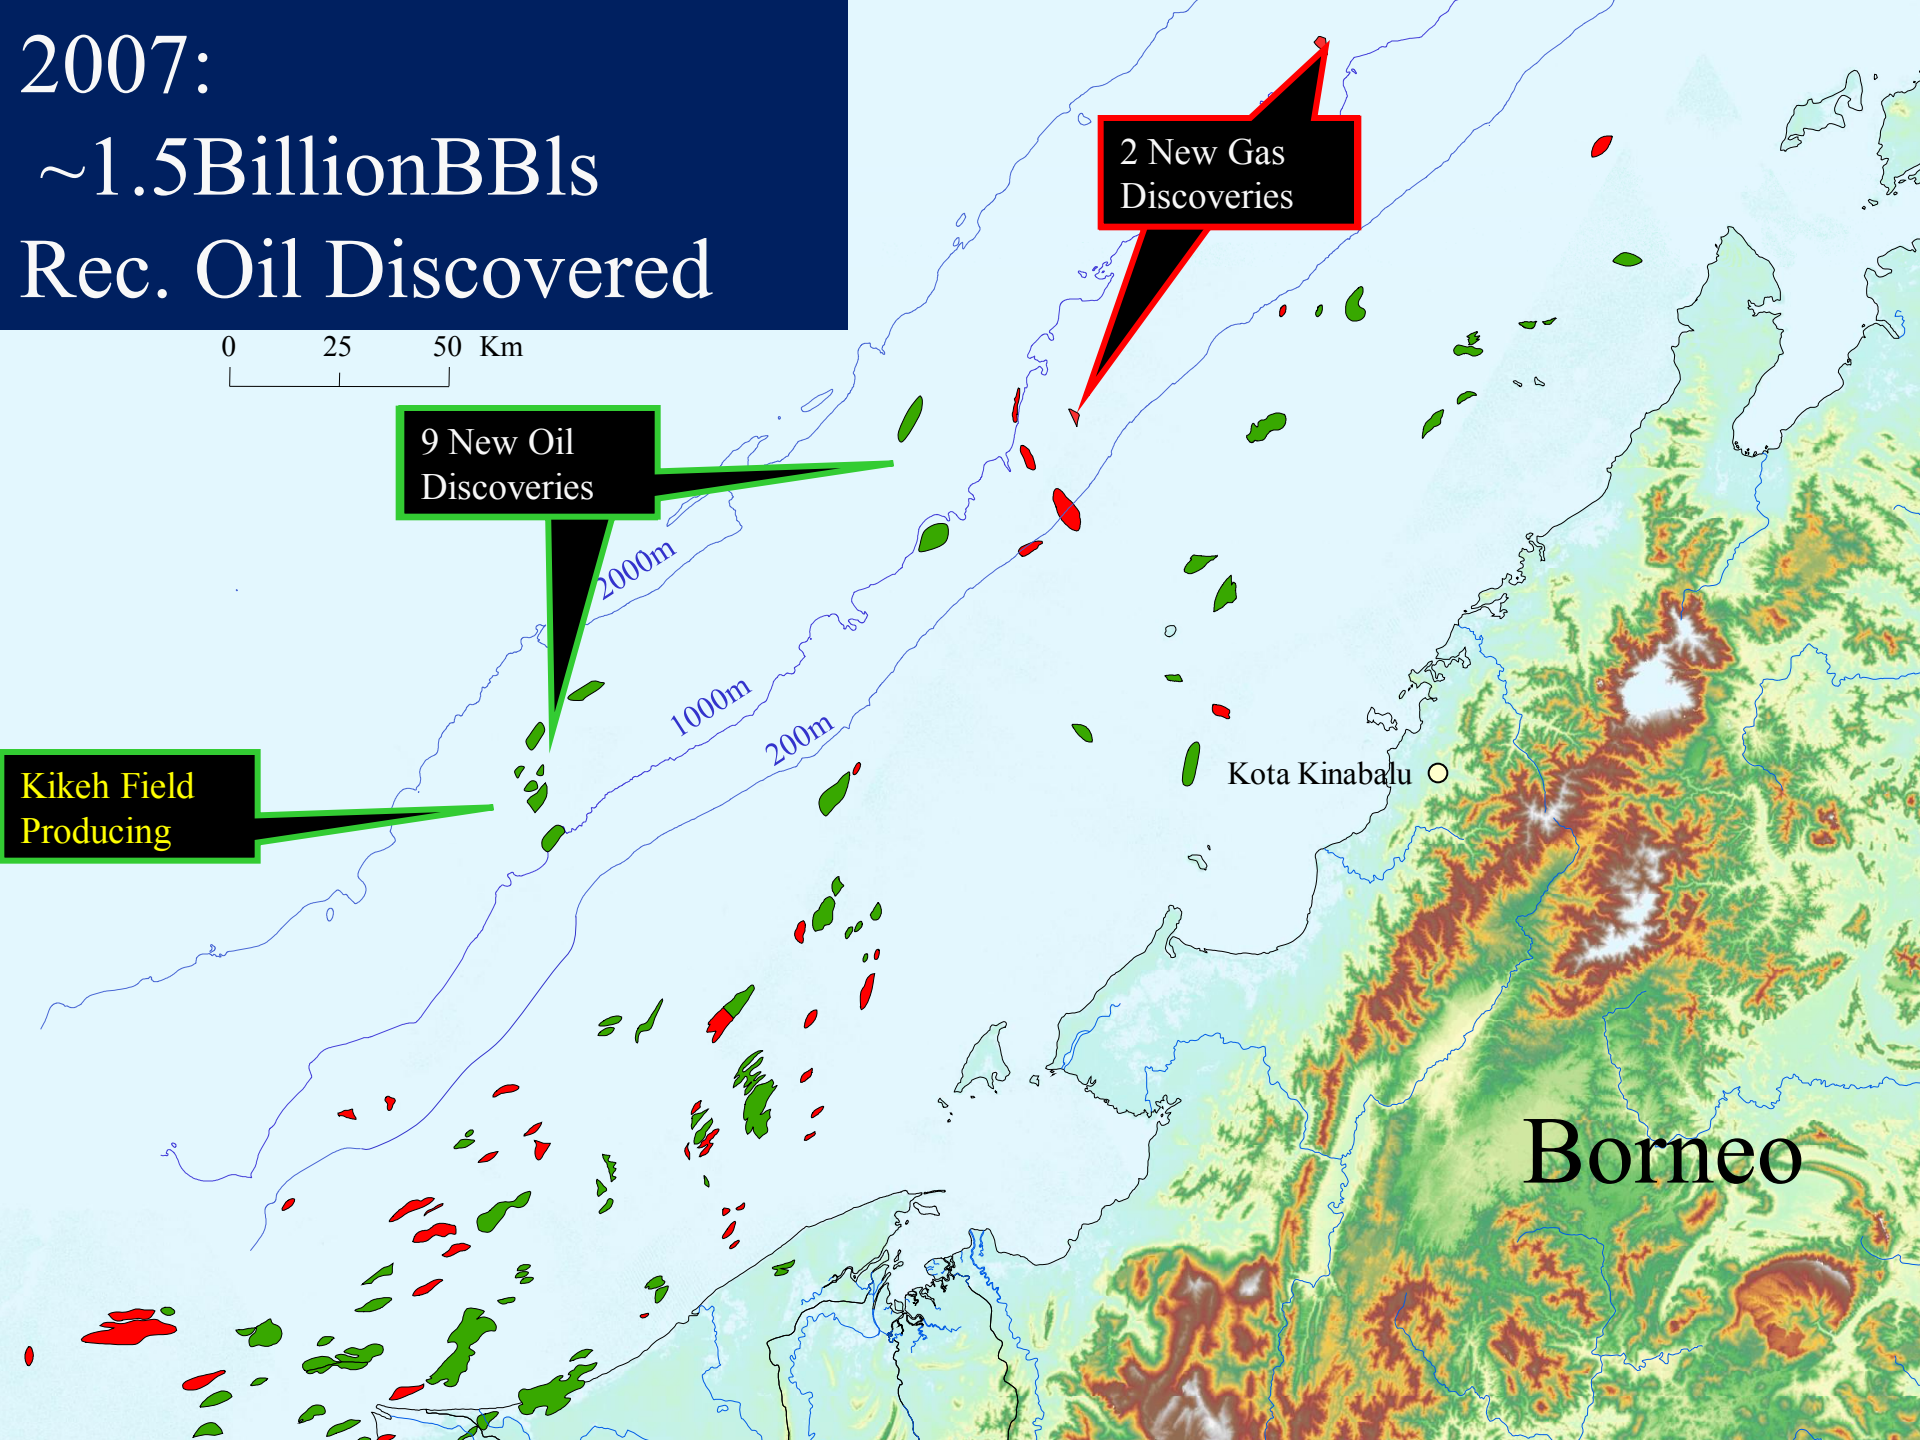 2007:
~1.5BillionBBls
Rec. Oil Discovered
0 25 50 Km
2 New Gas
Discoveries
9 New Oil
Discoveries
2000m
1000m
200m
Kikeh Field
Producing
Kota Kinabalu
Borneo